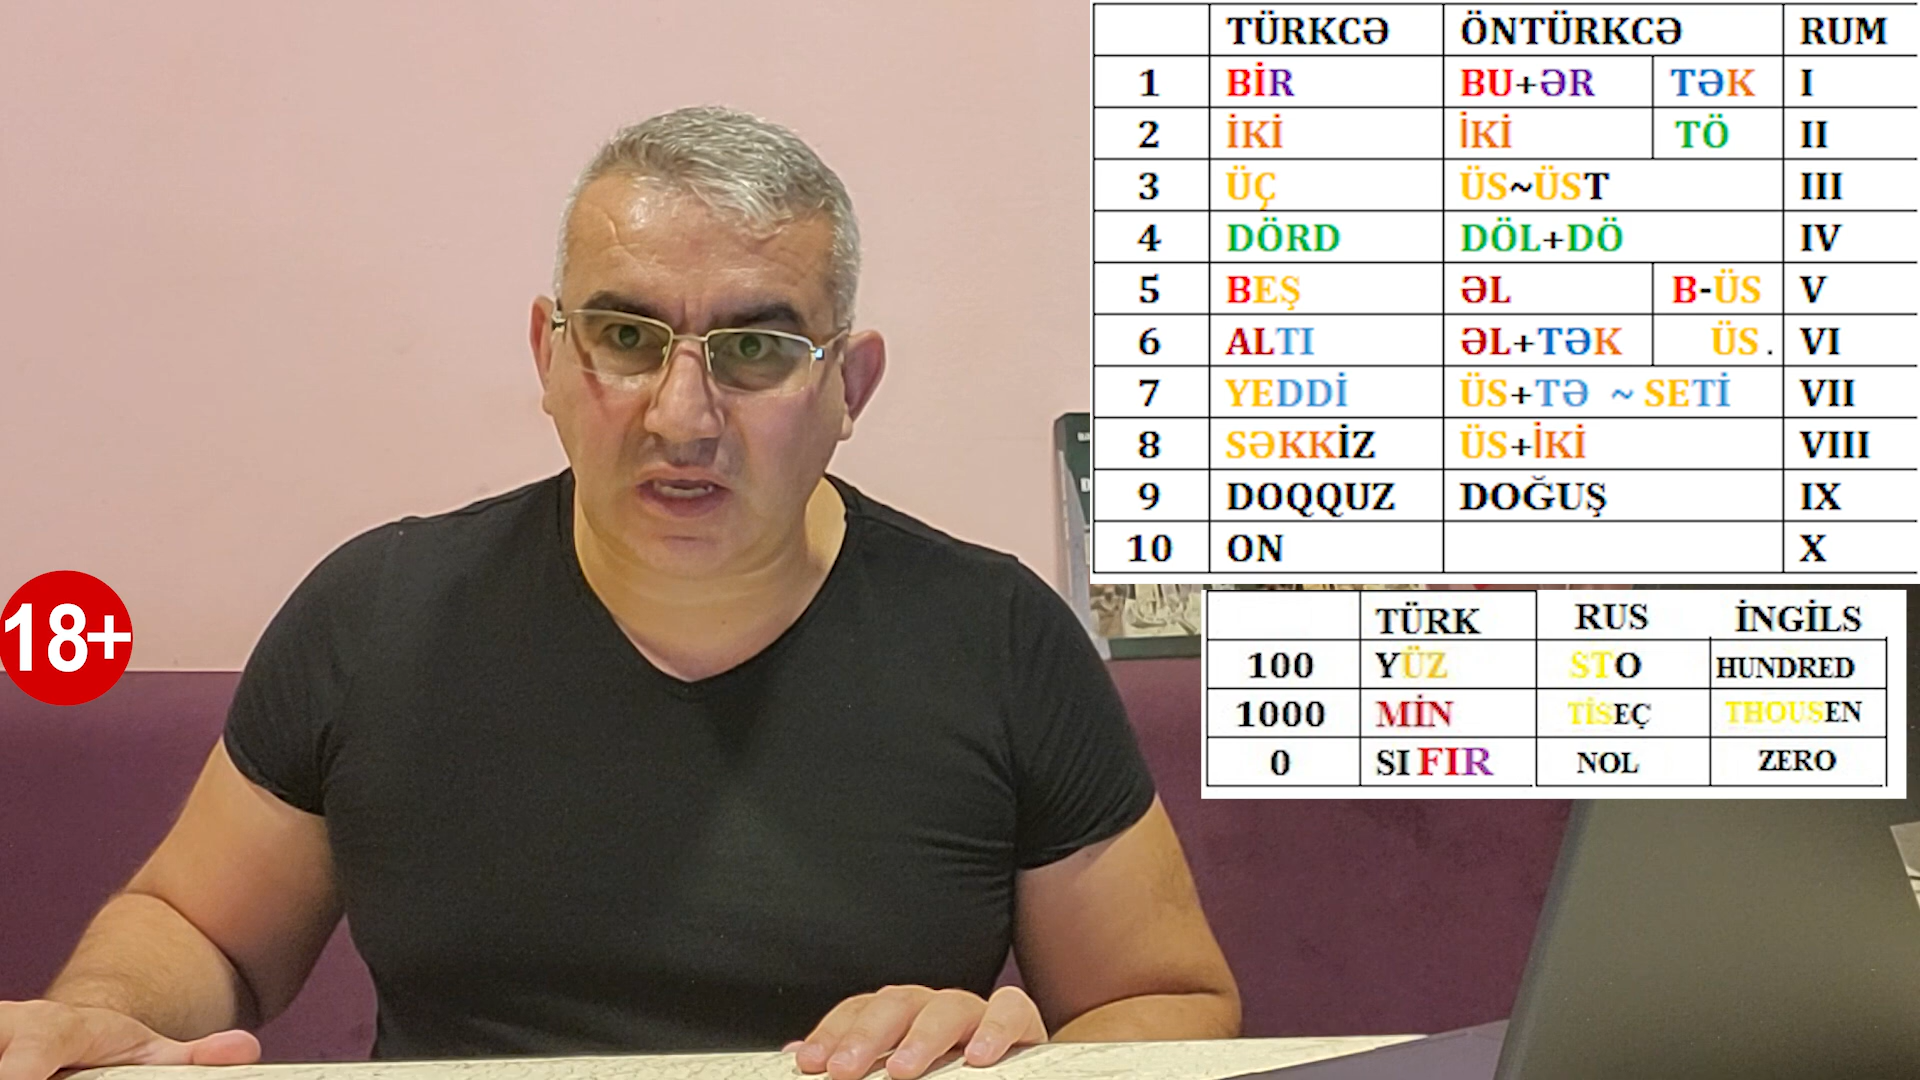 TÜRKCƏ ÖNTÜRKCƏ RUM
1 BİR BU+ƏR TƏK I
2 İKİ İKİ TÖ II
3 ÜÇ ÜS~ÜST III
4 DÖRD DÖL+DÖ IV
5 BEŞ ƏL B-ÜS V
6 ALTI ƏL+TƏK ÜS. VI
7 YEDDİ ÜS+TƏ ~ SETİ VII
8 SƏKKİZ ÜS+İKİ VIII
9 DOQQUZ DOĞUŞ IX
10 ON X
18+
TÜRK RUS İNGİLS
100 YÜZ STO HUNDRED
1000 MİN TİSEÇ THOUSEN
0 SIFIR NOL ZERO